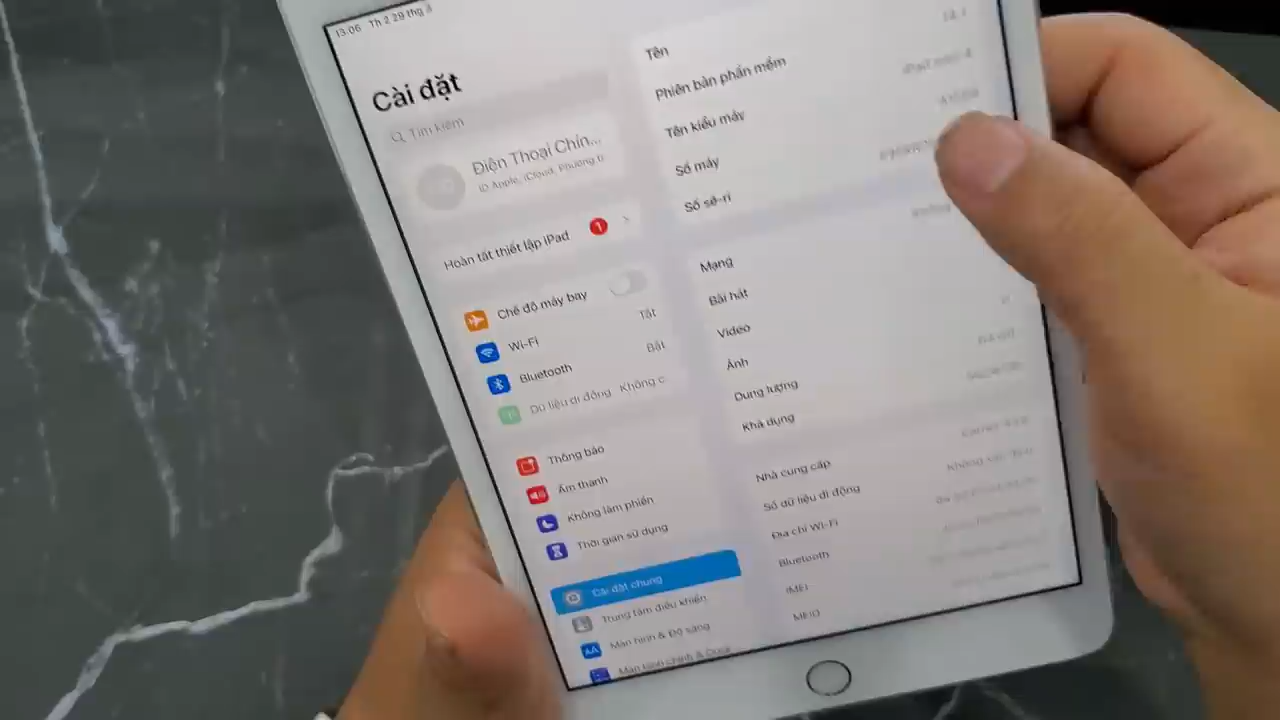 13:06 Th 2 29 thg 3
Cài đặt
Tìm kiếm
Điện Thoại Chín...
ID Apple, iCloud, Phương ti
Hoàn tất thiết lập iPad
1
Chế độ máy bay
Wi-Fi
Tắt
Bluetooth
Bật
Dữ liệu di động
Không c
Thông báo
Âm thanh
Không làm phiền
Thời gian sử dụng
Cài đặt chung
Trung tâm điều khiển
AA
Màn hình & Độ sáng
Màn hình chính & Dock
Tên
Phiên bản phần mềm
Tên kiểu máy
Số máy
Số sê-ri
Mạng
Bài hát
Video
Ảnh
Dung lượng
Khả dụng
Nhà cung cấp
Số dữ liệu di động
Địa chỉ Wi-Fi
Bluetooth
IMEI
MEID